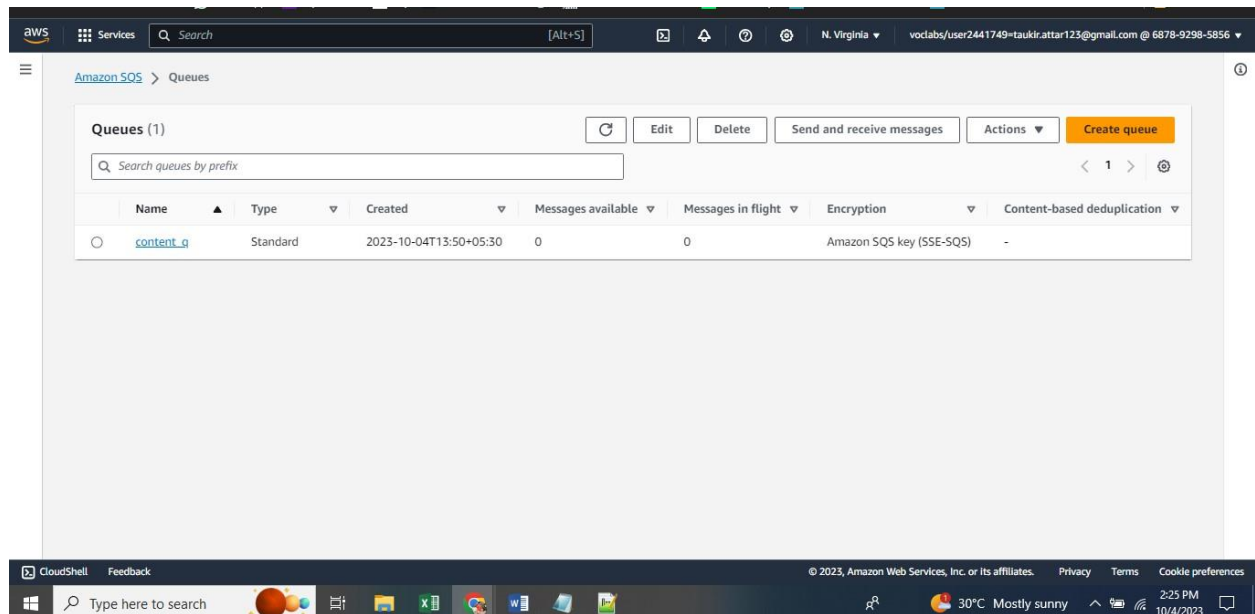 aws Services Search [Alt+S] N. Virginia voclabs/user2441749=taukir.attar123@gmail.com @ 6878-9298-5856
Amazon SQS > Queues
Queues (1) Edit Delete Send and receive messages Actions Create queue
Search queues by prefix < 1 >
Name Type Created Messages available Messages in flight Encryption Content-based deduplication
content_q Standard 2023-10-04T13:50+05:30 0 0 Amazon SQS key (SSE-SQS) -
CloudShell Feedback © 2023, Amazon Web Services, Inc. or its affiliates. Privacy Terms Cookie preferences
Type here to search 30°C Mostly sunny 2:25 PM
10/4/2023